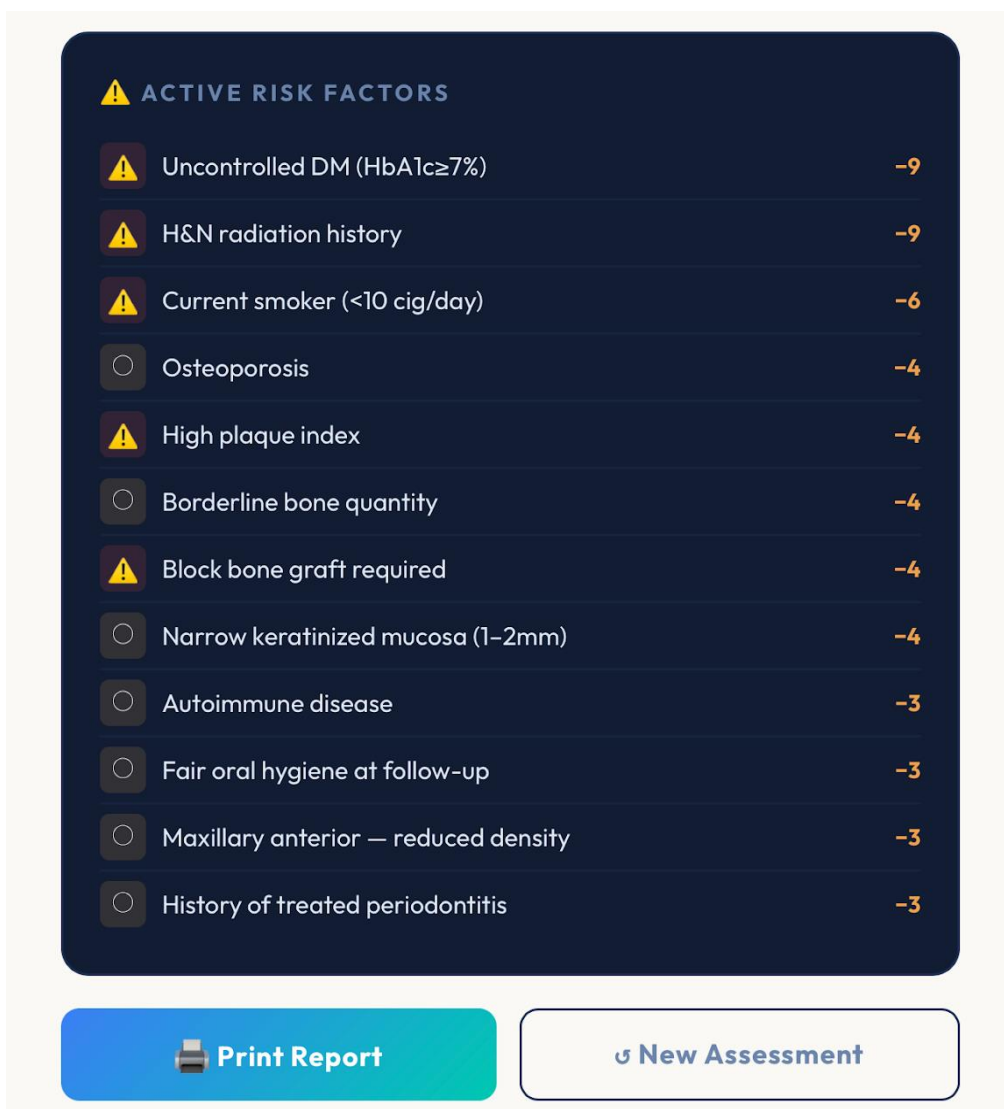 ⚠️ ACTIVE RISK FACTORS
⚠️ Uncontrolled DM (HbA1c≥7%) −9
⚠️ H&N radiation history −9
⚠️ Current smoker (<10 cig/day) −6
○ Osteoporosis −4
⚠️ High plaque index −4
○ Borderline bone quantity −4
⚠️ Block bone graft required −4
○ Narrow keratinized mucosa (1–2mm) −4
○ Autoimmune disease −3
○ Fair oral hygiene at follow-up −3
○ Maxillary anterior — reduced density −3
○ History of treated periodontitis −3
🖨️ Print Report
↺ New Assessment